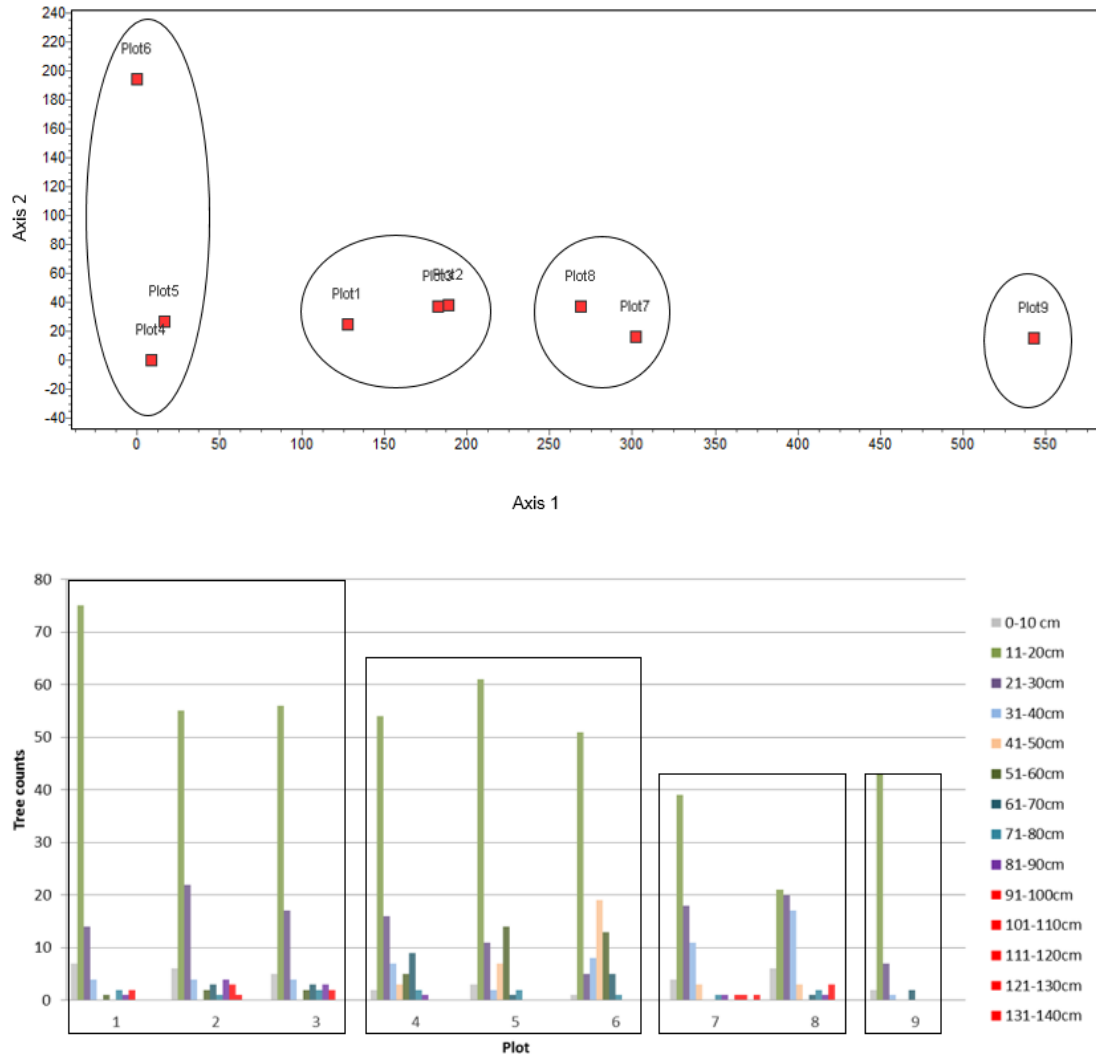 240
220
200
180
160
140
120
100
80
60
40
20
0
-20
-40
Axis 2
Plot6
Plot5
Plot4
Plot1
Plot3
Plot2
Plot8
Plot7
Plot9
0 50 100 150 200 250 300 350 400 450 500 550
Axis 1
80
70
60
50
40
30
20
10
0
Tree counts
1 2 3 4 5 6 7 8 9
Plot
0-10 cm
11-20cm
21-30cm
31-40cm
41-50cm
51-60cm
61-70cm
71-80cm
81-90cm
91-100cm
101-110cm
111-120cm
121-130cm
131-140cm